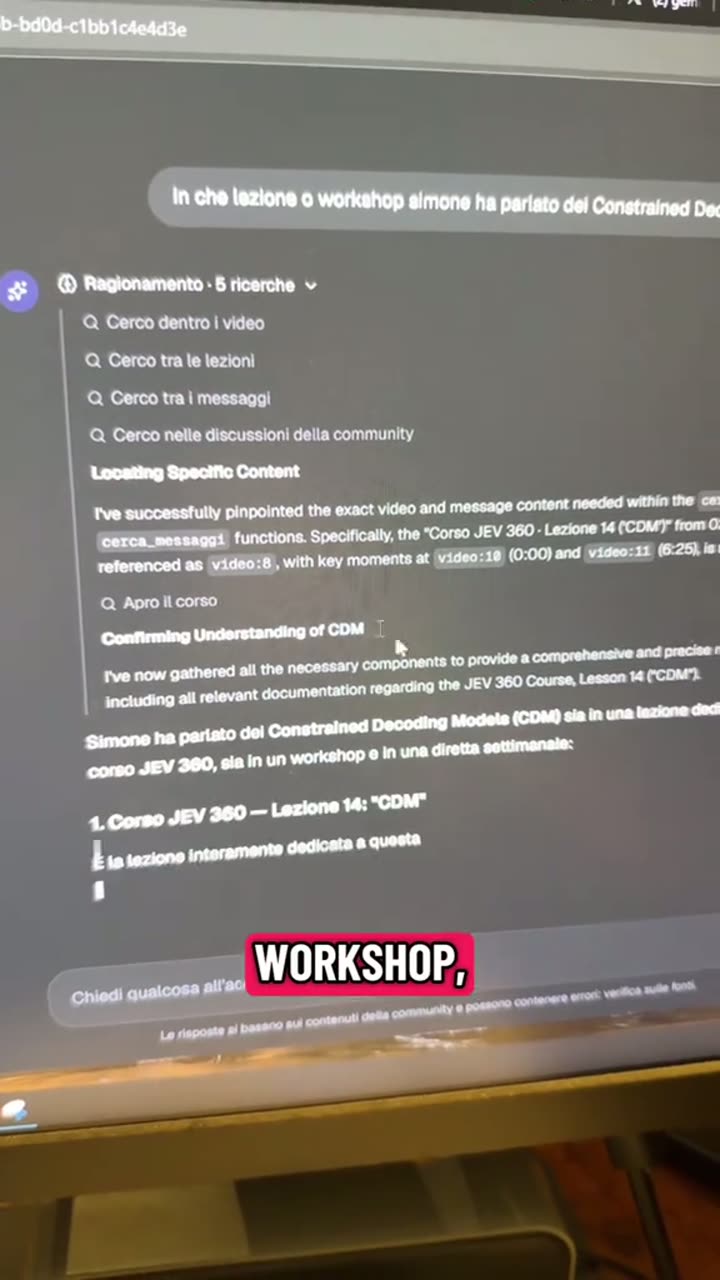 b-bd0d-c1bb1c4e4d3e
In che lezione o workshop simone ha parlato dei Constrained Dec
Ragionamento · 5 ricerche
Cerco dentro i video
Cerco tra le lezioni
Cerco tra i messaggi
Cerco nelle discussioni della community
Locating Specific Content
I've successfully pinpointed the exact video and message content needed within the
cerca_messaggi functions. Specifically, the "Corso JEV 360 - Lezione 14 ("CDM")" from
referenced as video:8, with key moments at video:10 (0:00) and video:11 (6:25), is
Apro il corso
Confirming Understanding of CDM
I've now gathered all the necessary components to provide a comprehensive and precise
including all relevant documentation regarding the JEV 360 Course, Lesson 14 ("CDM").
Simone ha parlato dei Constrained Decoding Models (CDM) sia in una lezione dedi
corso JEV 360, sia in un workshop e in una diretta settimanale:
1. Corso JEV 360 — Lezione 14: "CDM"
È la lezione interamente dedicata a questa
WORKSHOP,
Chiedi qualcosa all'
Le risposte si basano sui contenuti della community e possono contenere errori: verifica sulle fonti.